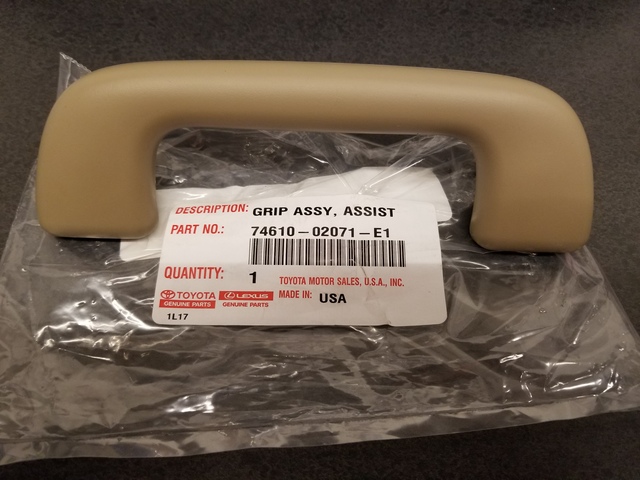 DESCRIPTION: GRIP ASSY, ASSIST
PART NO.: 74610-02071-E1
QUANTITY: 1 TOYOTA MOTOR SALES, U.S.A., INC.
TOYOTA LEXUS MADE IN: USA
GENUINE PARTS GENUINE PARTS
1L17